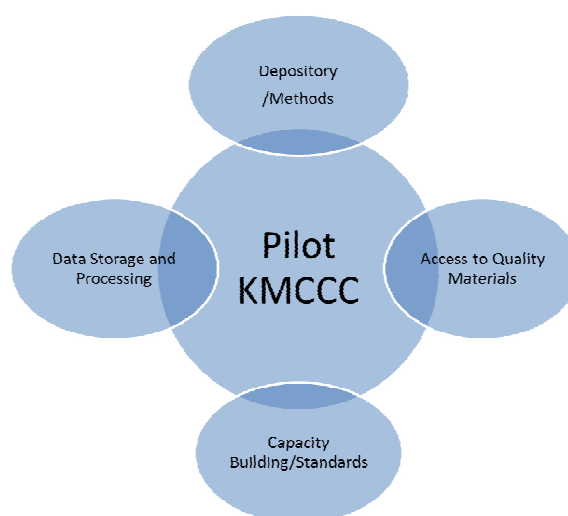 Depository
/Methods
Data Storage and
Processing
Pilot
KMCCC
Access to Quality
Materials
Capacity
Building/Standards